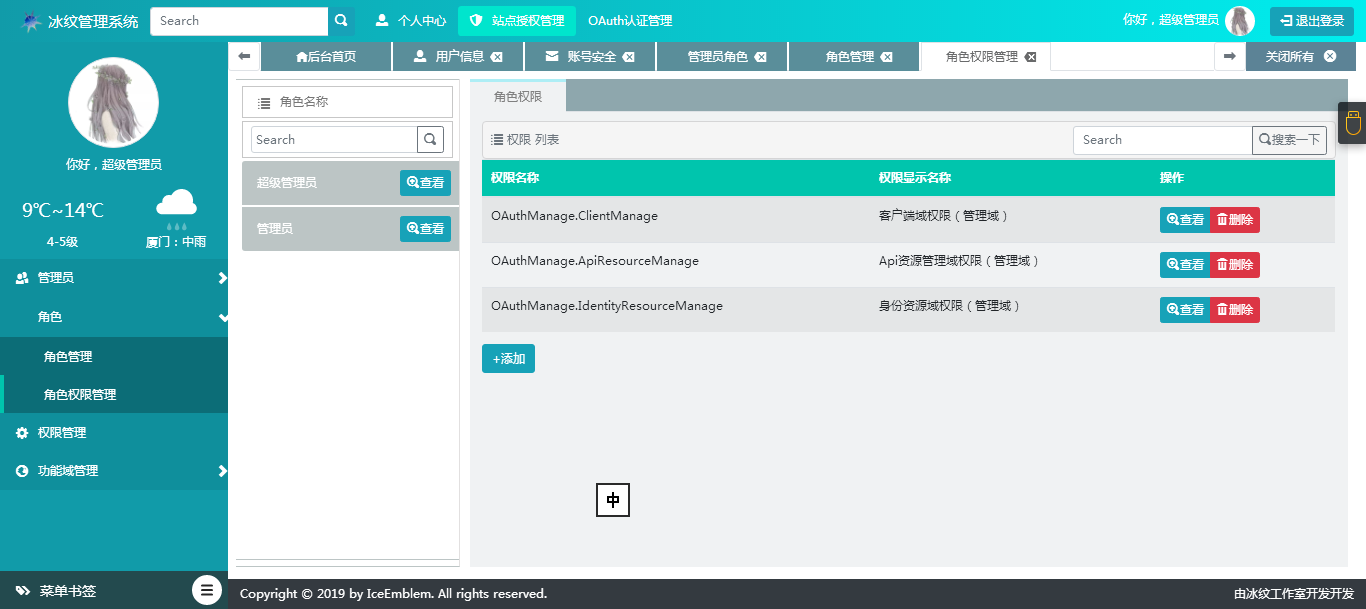 冰纹管理系统 Search 个人中心 站点授权管理 OAuth认证管理 你好，超级管理员 退出登录
后台首页 用户信息 账号安全 管理员角色 角色管理 角色权限管理 关闭所有
你好，超级管理员
9℃~14℃
4-5级 厦门：中雨
管理员
角色
角色管理
角色权限管理
权限管理
功能域管理
菜单书签
角色名称
Search
超级管理员 查看
管理员 查看
角色权限
权限 列表 Search 搜索一下
权限名称 权限显示名称 操作
OAuthManage.ClientManage 客户端域权限（管理域） 查看 删除
OAuthManage.ApiResourceManage Api资源管理域权限（管理域） 查看 删除
OAuthManage.IdentityResourceManage 身份资源域权限（管理域） 查看 删除
+添加
中
Copyright © 2019 by IceEmblem. All rights reserved. 由冰纹工作室开发开发